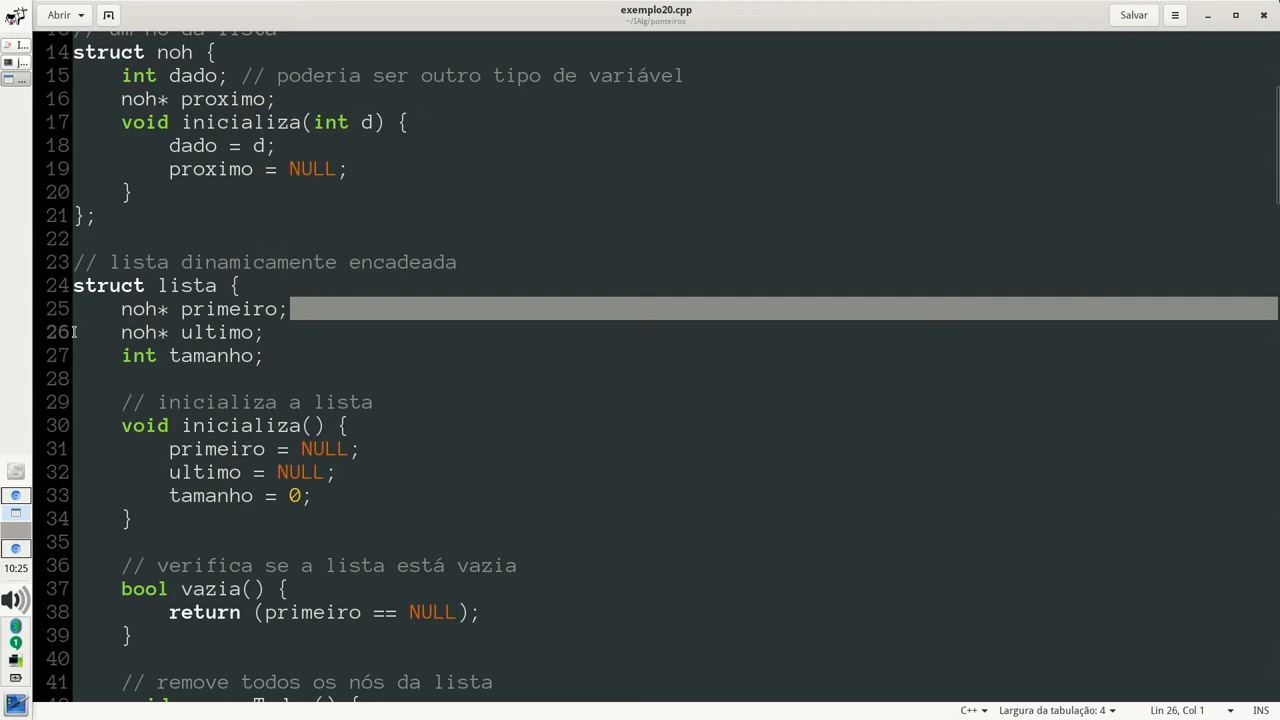 Abrir
exemplo20.cpp
~/IAlg/ponteiros
Salvar
I...
j...
...
// um nó da lista
14 struct noh {
15     int dado; // poderia ser outro tipo de variável
16     noh* proximo;
17     void inicializa(int d) {
18         dado = d;
19         proximo = NULL;
20     }
21 };
22
23 // lista dinamicamente encadeada
24 struct lista {
25     noh* primeiro;
26     noh* ultimo;
27     int tamanho;
28
29     // inicializa a lista
30     void inicializa() {
31         primeiro = NULL;
32         ultimo = NULL;
33         tamanho = 0;
34     }
35
36     // verifica se a lista está vazia
37     bool vazia() {
38         return (primeiro == NULL);
39     }
40
41     // remove todos os nós da lista
10:25
C++
Largura da tabulação: 4
Lin 26, Col 1
INS